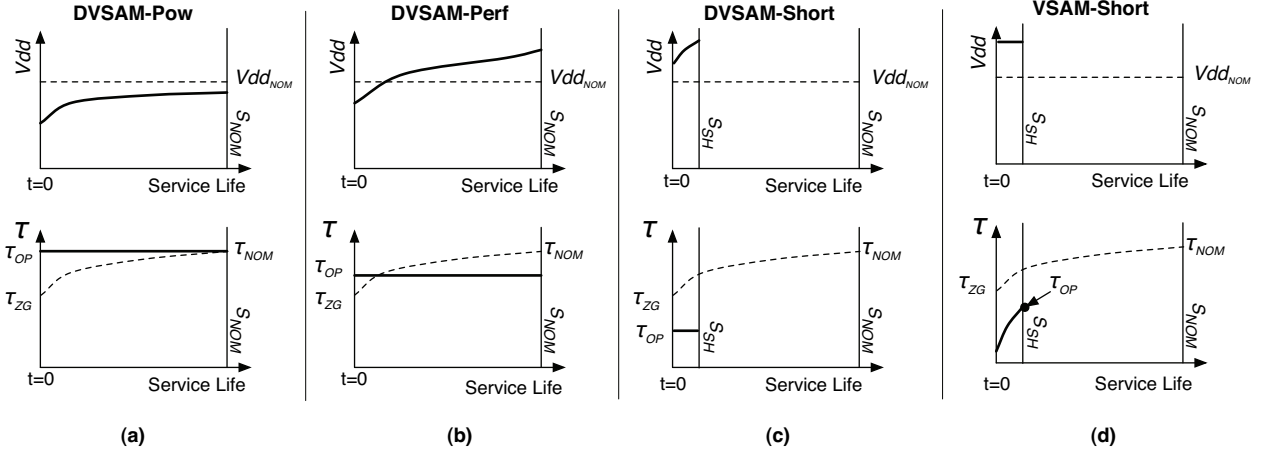 DVSAM-Pow
Vdd
Vdd_NOM
S_NOM
t=0
Service Life
τ
τ_OP
τ_ZG
τ_NOM
S_NOM
t=0
Service Life
(a)
DVSAM-Perf
Vdd
Vdd_NOM
S_NOM
t=0
Service Life
τ
τ_OP
τ_ZG
τ_NOM
S_NOM
t=0
Service Life
(b)
DVSAM-Short
Vdd
Vdd_NOM
S_SH
S_NOM
t=0
Service Life
τ
τ_NOM
τ_ZG
τ_OP
S_SH
S_NOM
t=0
Service Life
(c)
VSAM-Short
Vdd
Vdd_NOM
S_SH
S_NOM
t=0
Service Life
τ
τ_NOM
τ_ZG
τ_OP
S_SH
S_NOM
t=0
Service Life
(d)